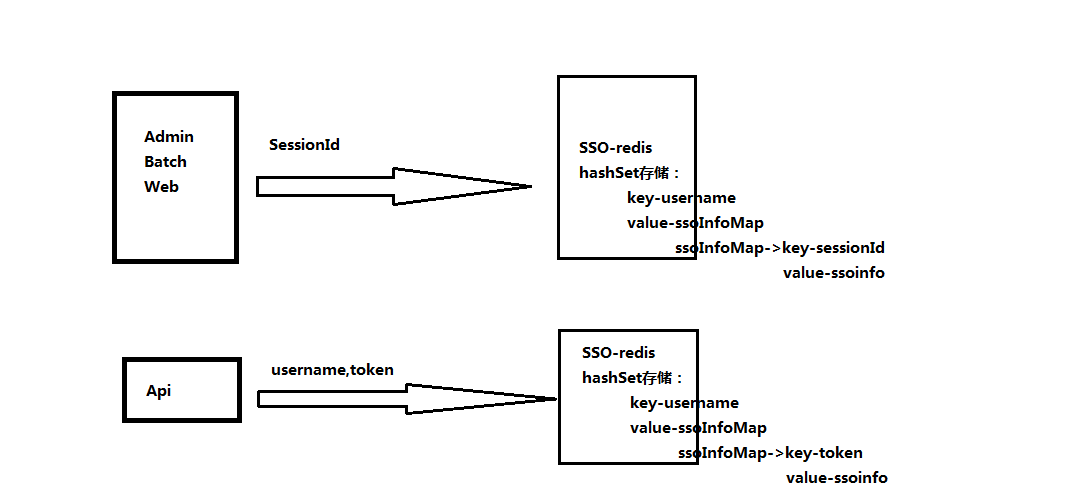 Admin
Batch
Web
SessionId
SSO-redis
hashSet存储：
key-username
value-ssoInfoMap
ssoInfoMap->key-sessionId
value-ssoinfo
Api
username,token
SSO-redis
hashSet存储：
key-username
value-ssoInfoMap
ssoInfoMap->key-token
value-ssoinfo